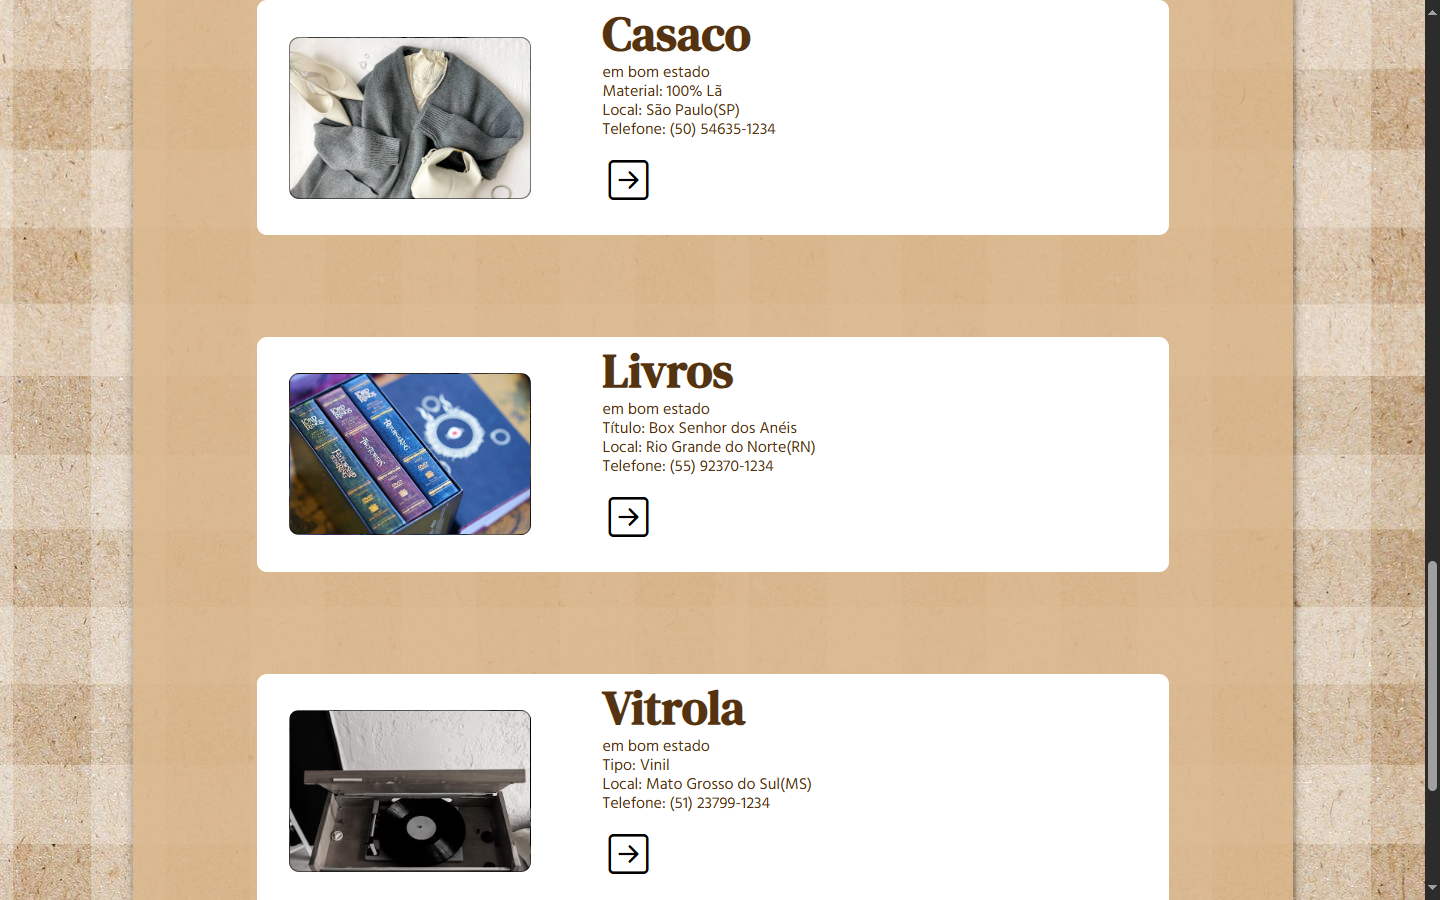 Casaco
em bom estado
Material: 100% Lã
Local: São Paulo(SP)
Telefone: (50) 54635-1234
Livros
em bom estado
Título: Box Senhor dos Anéis
Local: Rio Grande do Norte(RN)
Telefone: (55) 92370-1234
Vitrola
em bom estado
Tipo: Vinil
Local: Mato Grosso do Sul(MS)
Telefone: (51) 23799-1234